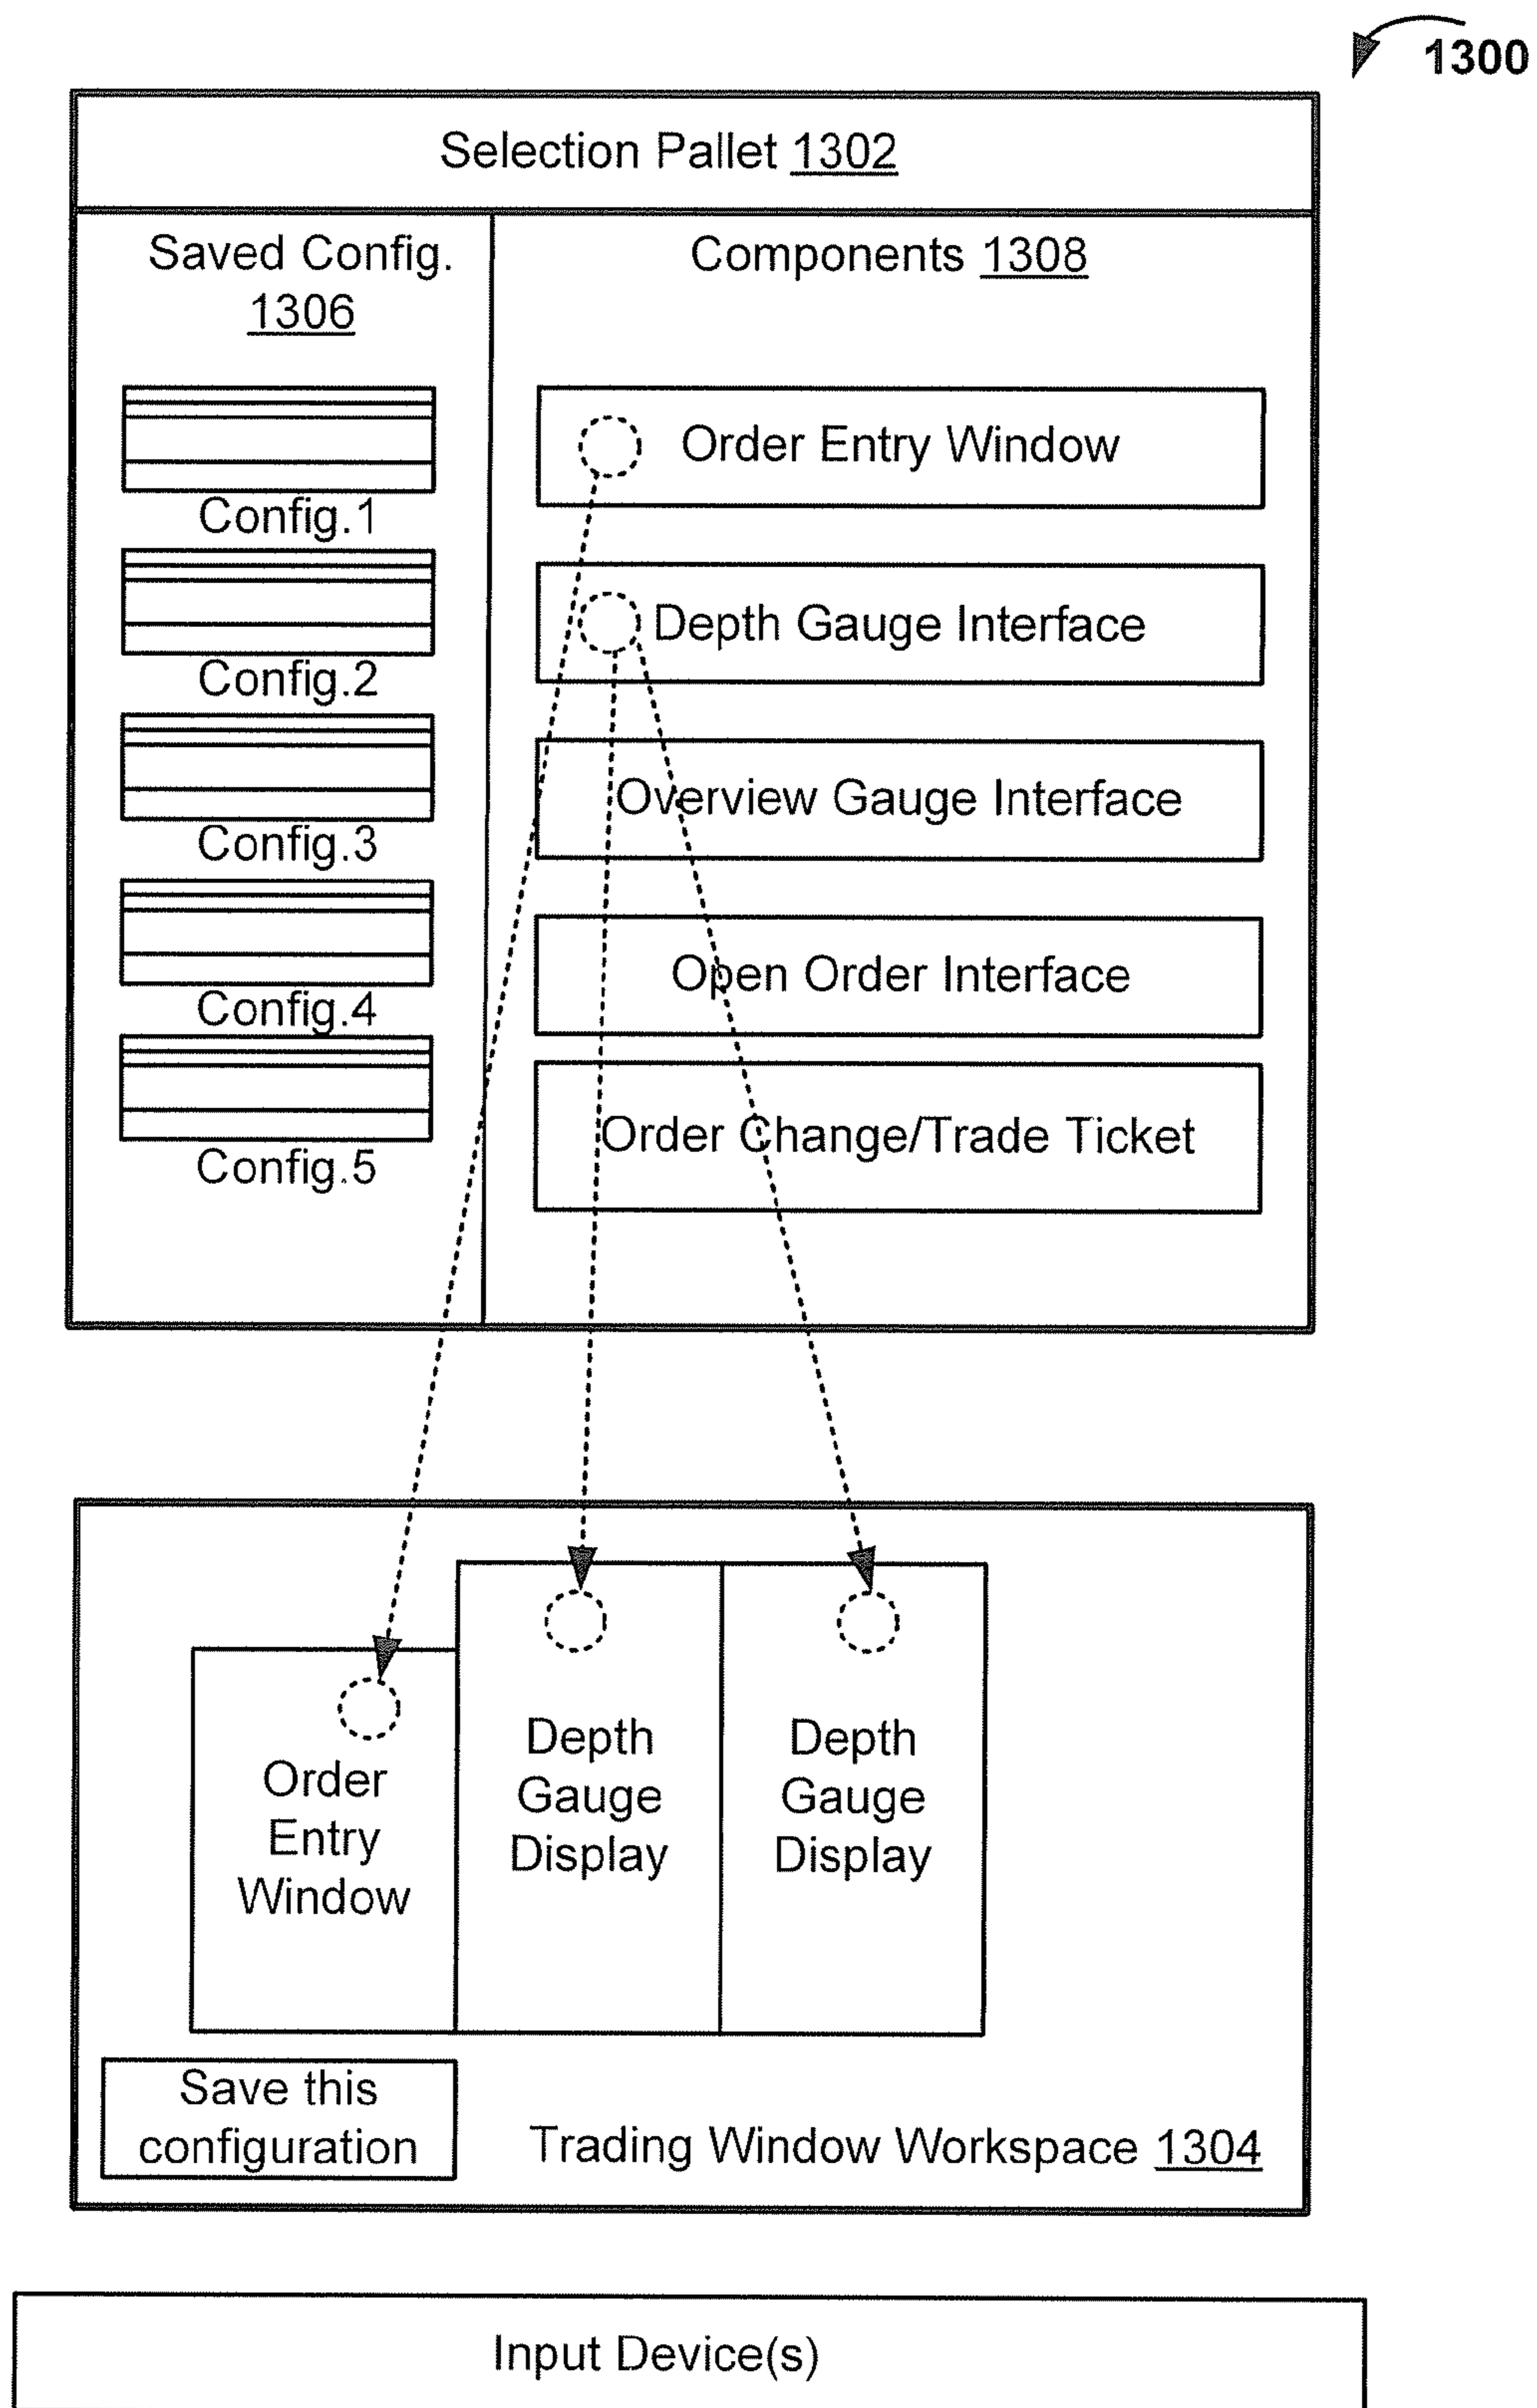 1300
Selection Pallet 1302
Saved Config.
1306
Config.1
Config.2
Config.3
Config.4
Config.5
Components 1308
Order Entry Window
Depth Gauge Interface
Overview Gauge Interface
Open Order Interface
Order Change/Trade Ticket
Order
Entry
Window
Depth
Gauge
Display
Depth
Gauge
Display
Save this
configuration
Trading Window Workspace 1304
Input Device(s)